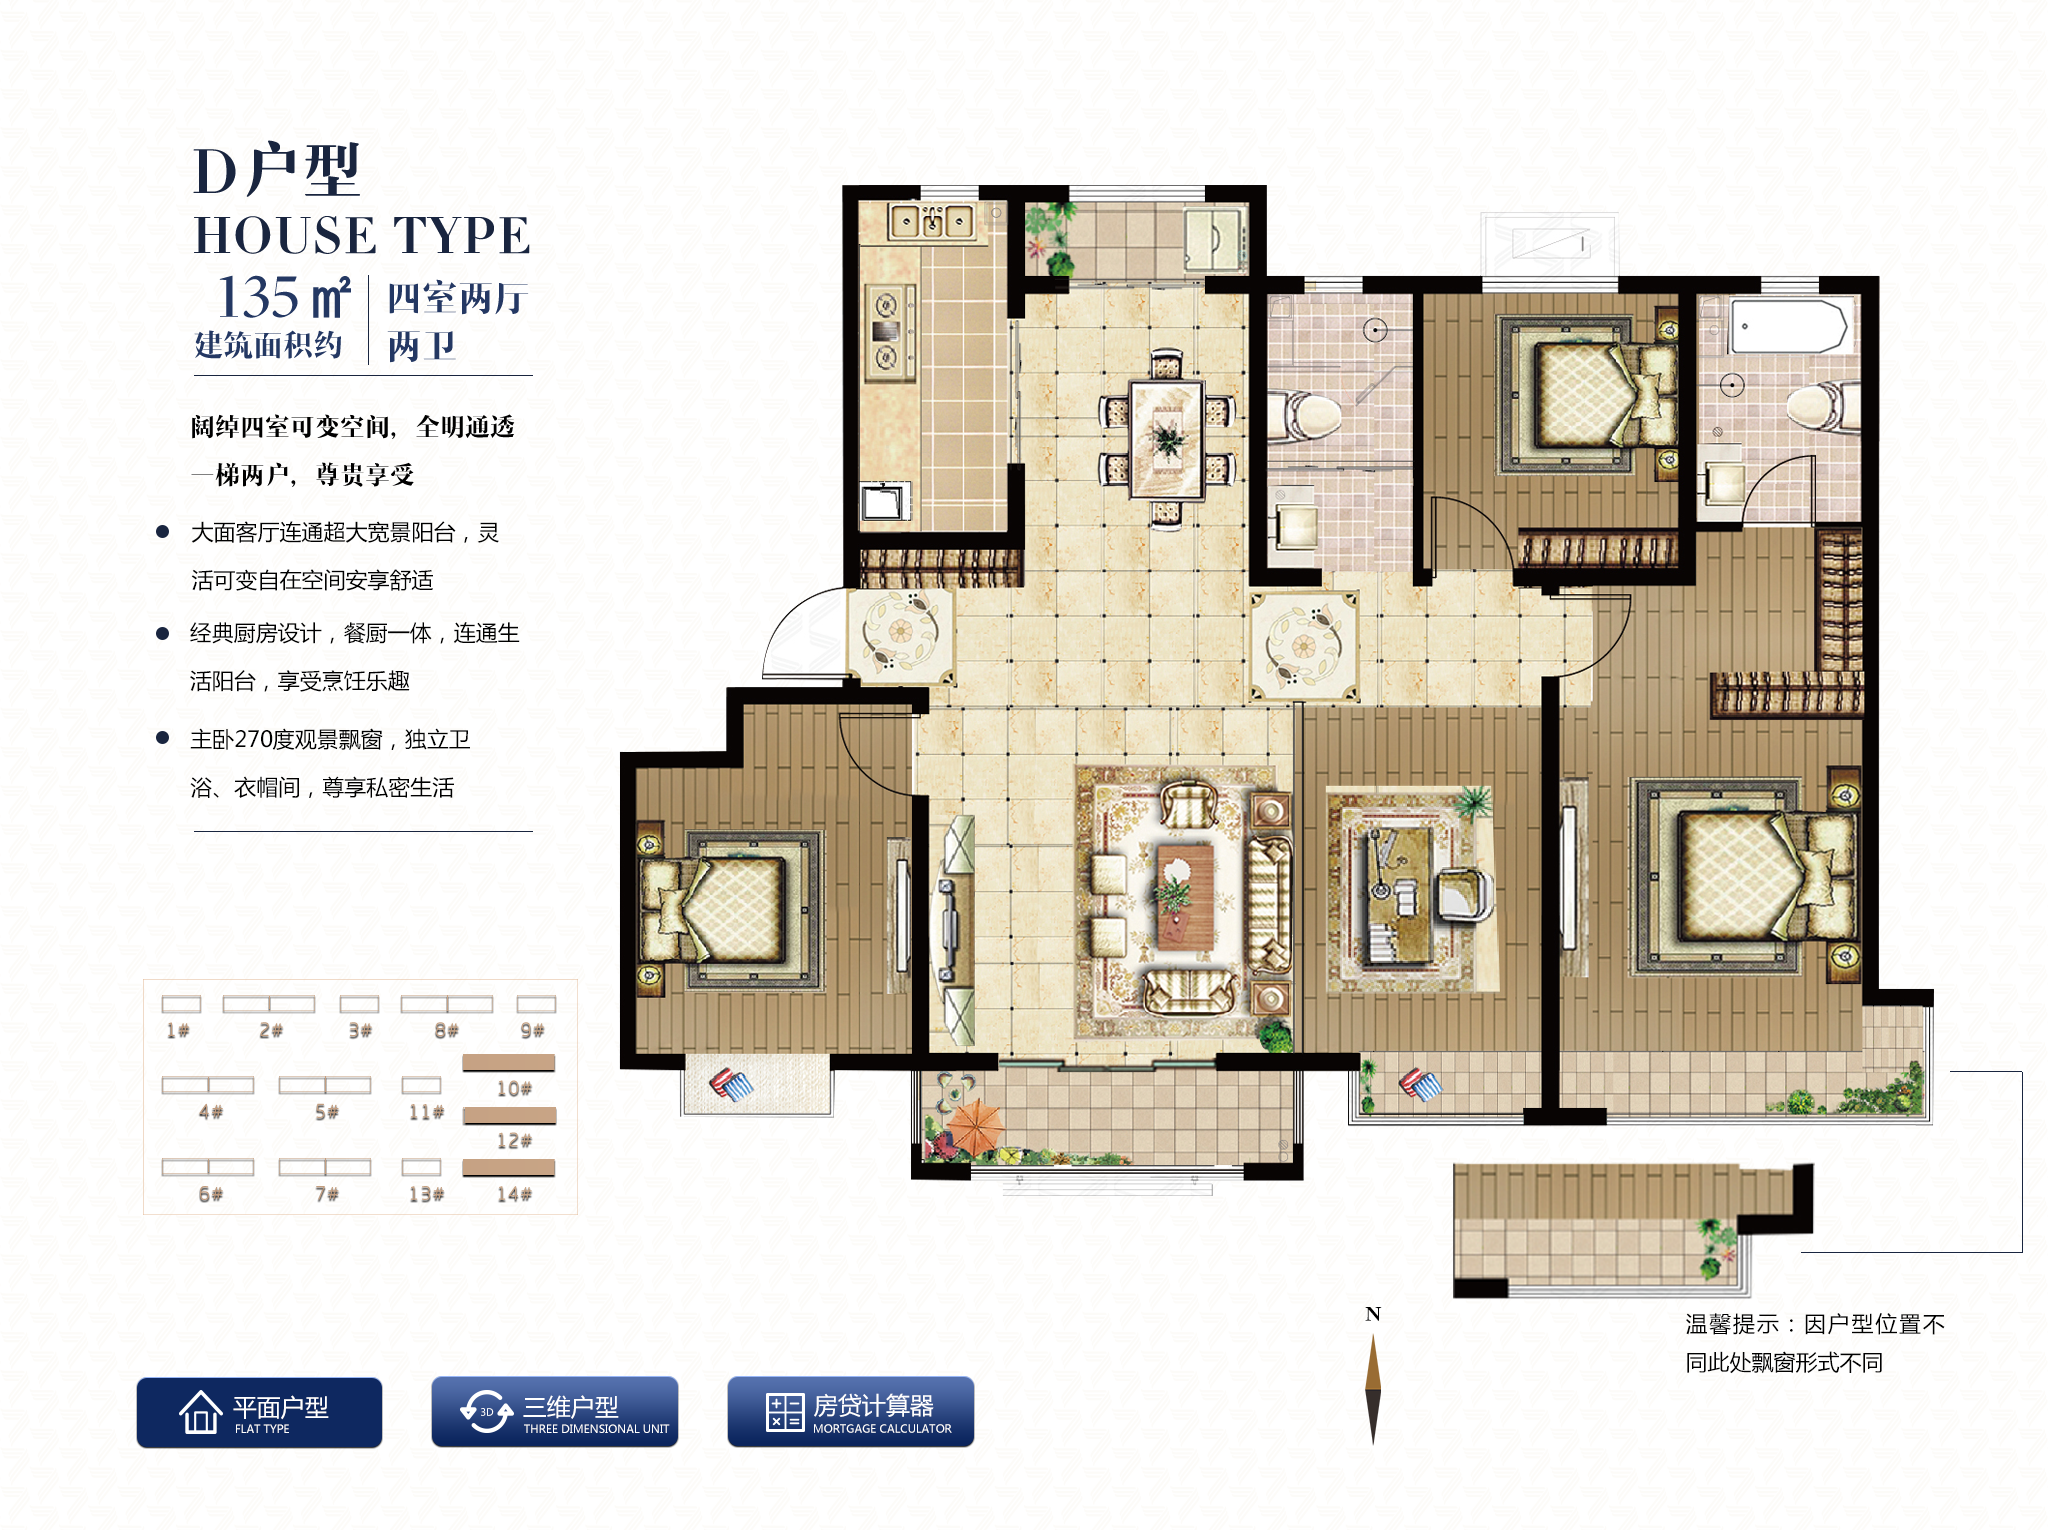 D户型
HOUSE TYPE
135㎡
建筑面积约
四室两厅
两卫
阔绰四室可变空间，全明通透
一梯两户，尊贵享受
大面客厅连通超大宽景阳台，灵
活可变自在空间安享舒适
经典厨房设计，餐厨一体，连通生
活阳台，享受烹饪乐趣
主卧270度观景飘窗，独立卫
浴、衣帽间，尊享私密生活
1# 2# 3# 8# 9#
10#
4# 5# 11#
12#
6# 7# 13# 14#
N
温馨提示：因户型位置不
同此处飘窗形式不同
平面户型
FLAT TYPE
3D
三维户型
THREE DIMENSIONAL UNIT
房贷计算器
MORTGAGE CALCULATOR